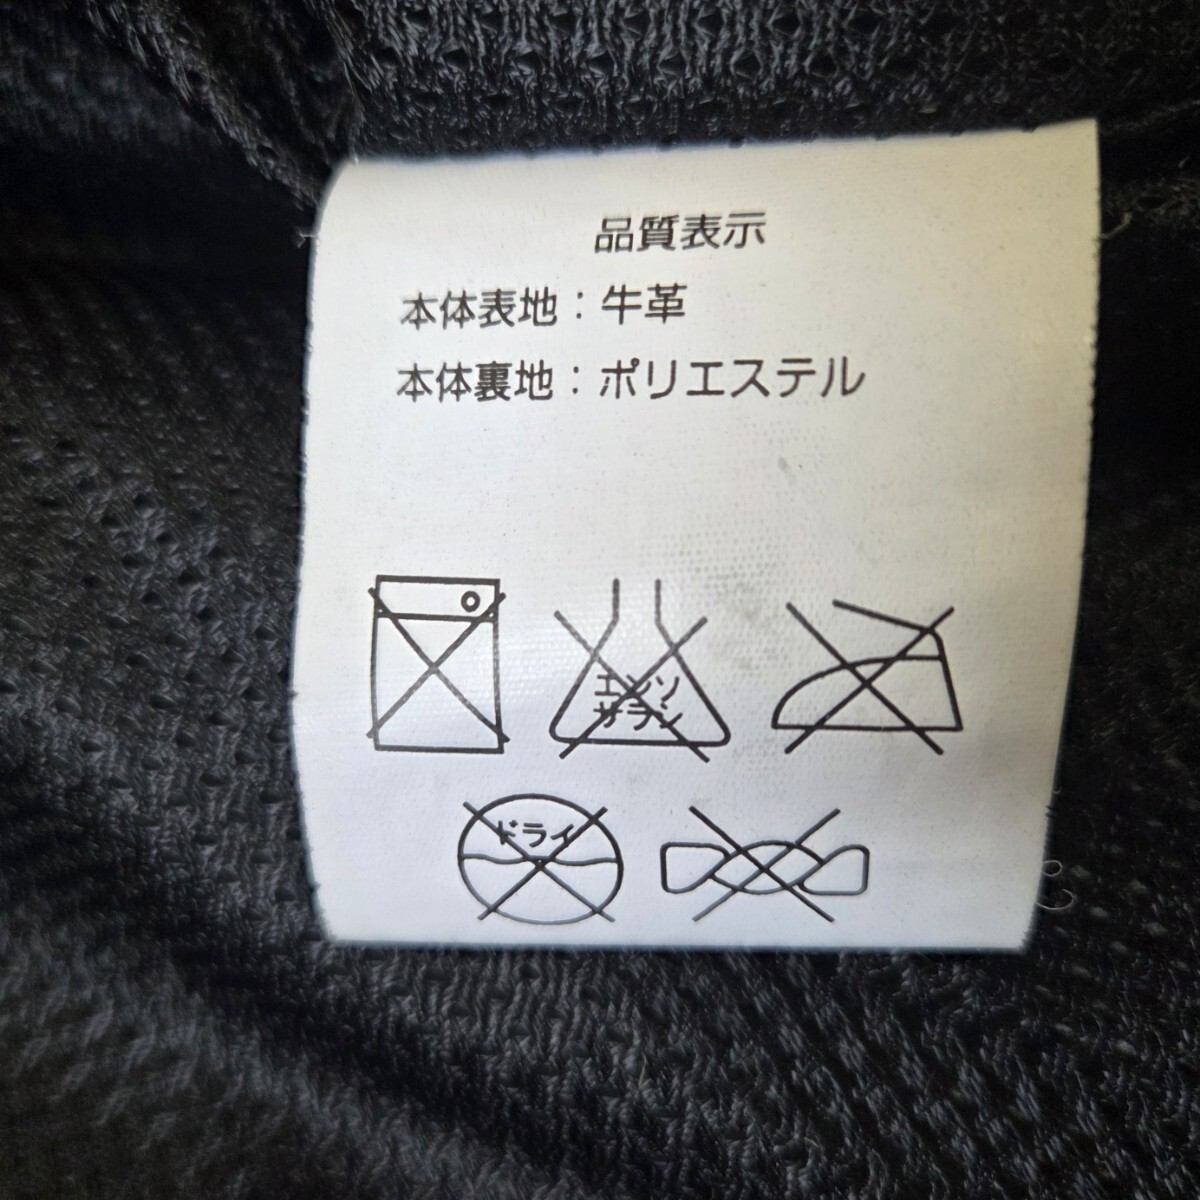 品質表示
本体表地：牛革
本体裏地：ポリエステル
エンソ
サラシ
ドライ